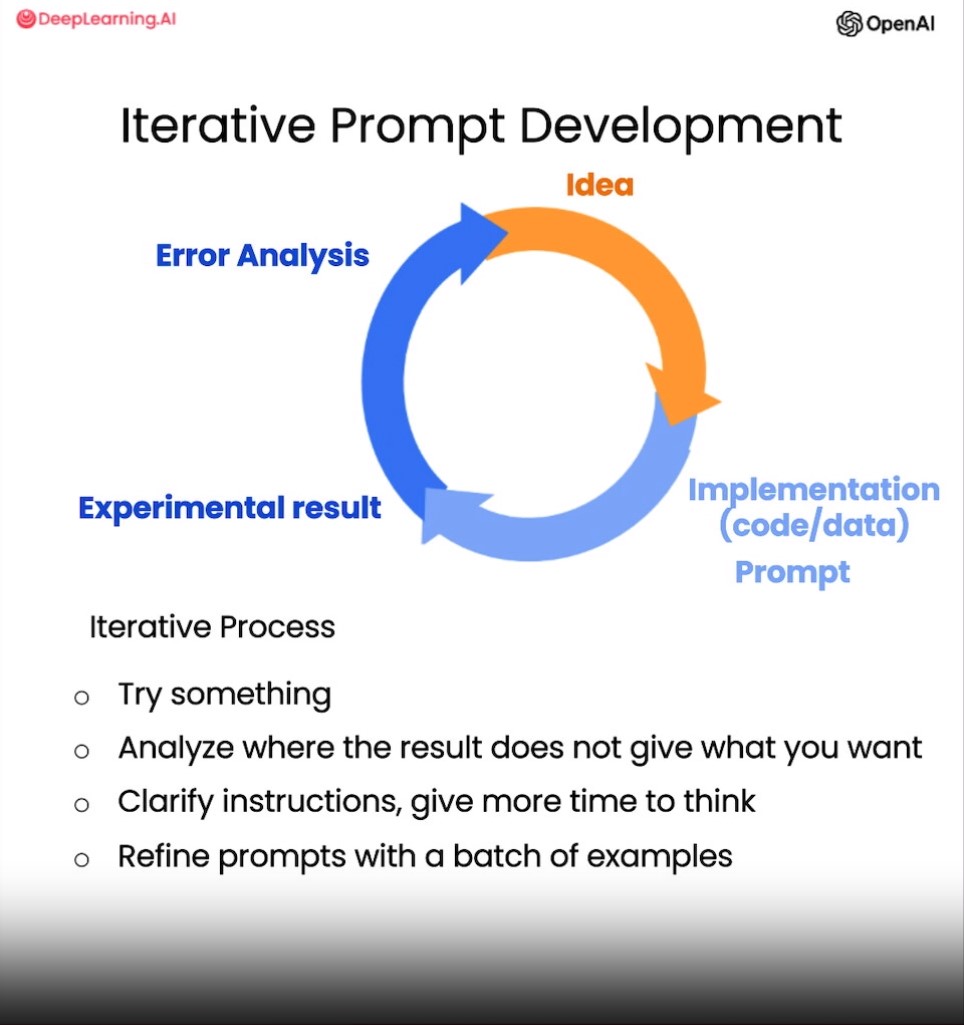 DeepLearning.AI
OpenAI
Iterative Prompt Development
Idea
Error Analysis
Experimental result
Implementation
(code/data)
Prompt
Iterative Process
o Try something
o Analyze where the result does not give what you want
o Clarify instructions, give more time to think
o Refine prompts with a batch of examples